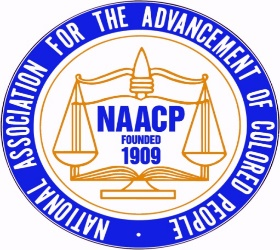 NATIONAL ASSOCIATION FOR THE ADVANCEMENT OF COLORED PEOPLE ·
NAACP
FOUNDED
1909